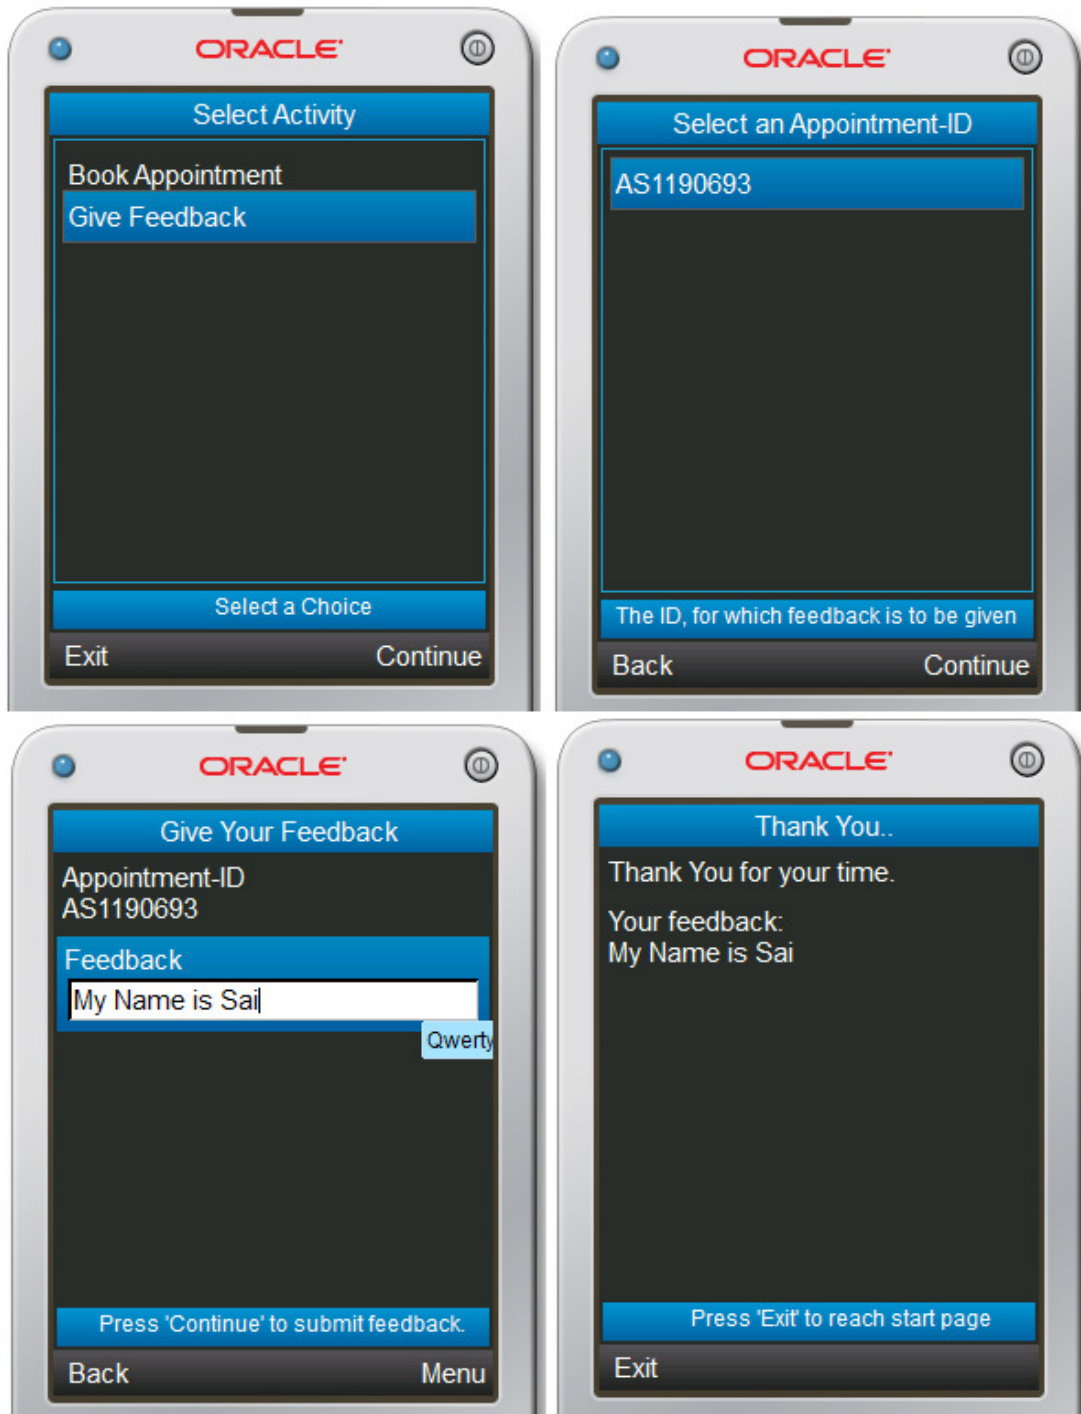 ORACLE
Select Activity
Book Appointment
Give Feedback
Select a Choice
Exit Continue
ORACLE
Select an Appointment-ID
AS1190693
The ID, for which feedback is to be given
Back Continue
ORACLE
Give Your Feedback
Appointment-ID
AS1190693
Feedback
My Name is Sai
Qwerty
Press 'Continue' to submit feedback.
Back Menu
ORACLE
Thank You..
Thank You for your time.
Your feedback:
My Name is Sai
Press 'Exit' to reach start page
Exit